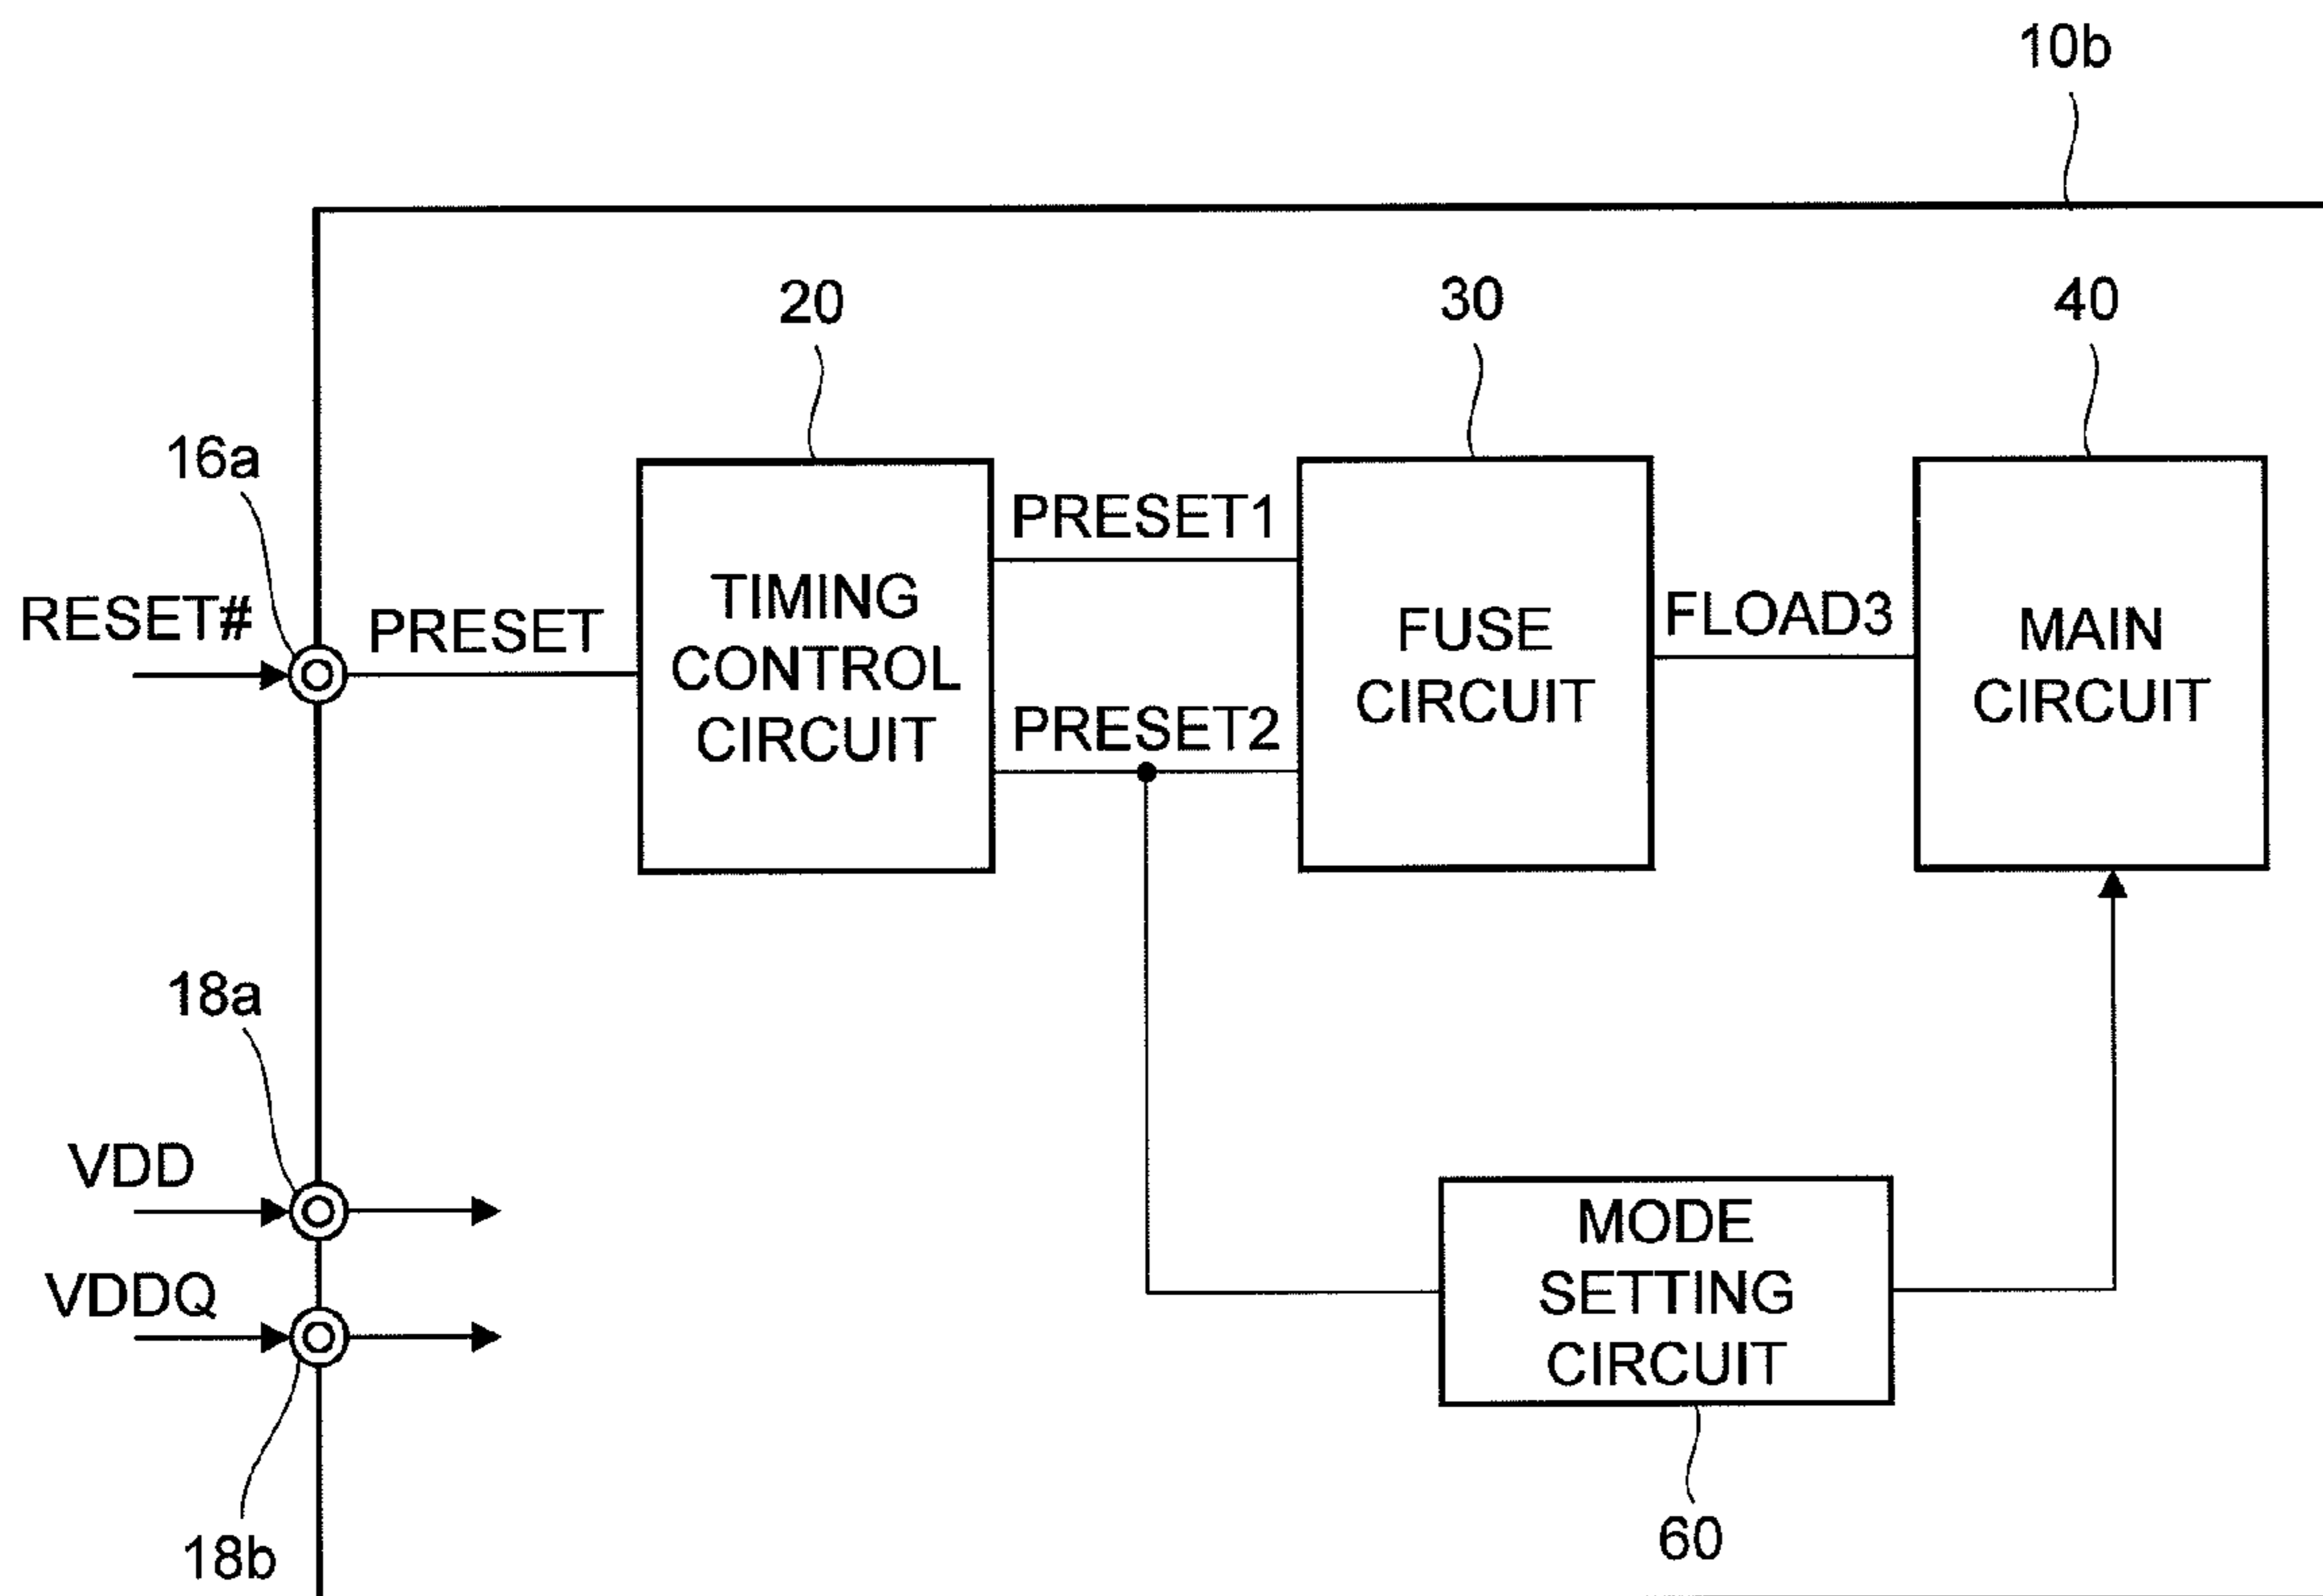 10b
20
30
40
16a
RESET#
PRESET
TIMING
CONTROL
CIRCUIT
PRESET1
PRESET2
FUSE
CIRCUIT
FLOAD3
MAIN
CIRCUIT
18a
VDD
VDDQ
18b
MODE
SETTING
CIRCUIT
60